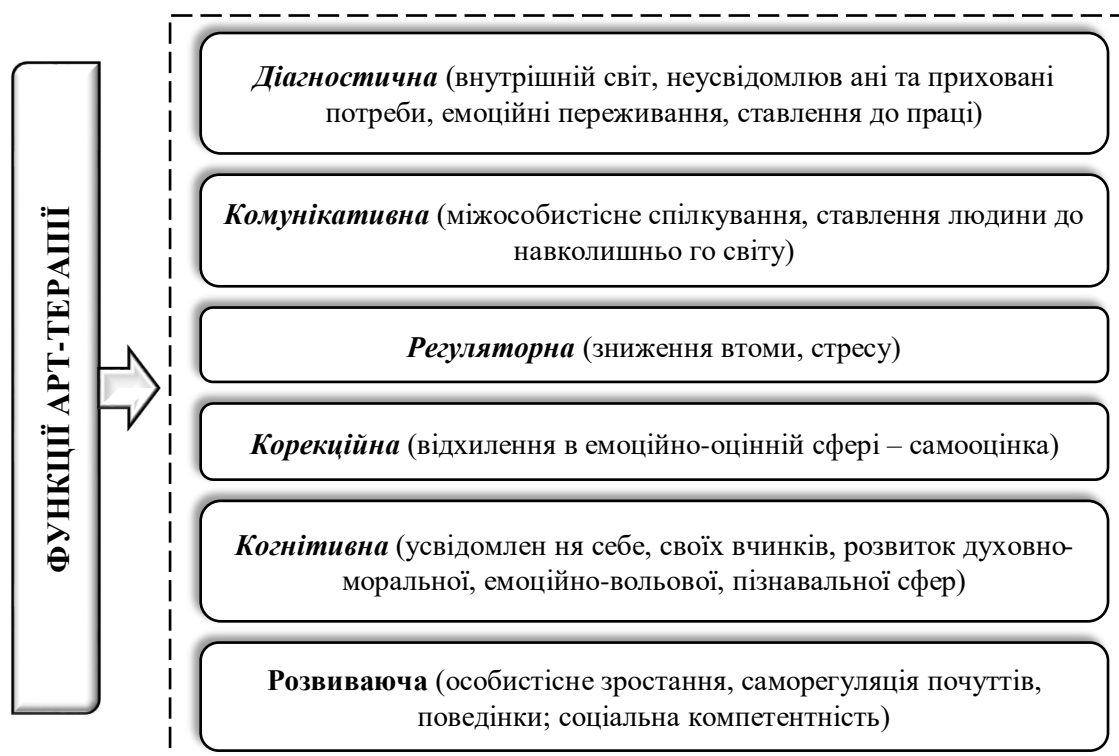 ФУНКЦІЇ АРТ-ТЕРАПІЇ
Діагностична (внутрішній світ, неусвідомлюв ані та приховані
потреби, емоційні переживання, ставлення до праці)
Комунікативна (міжособистісне спілкування, ставлення людини до
навколишньо го світу)
Регуляторна (зниження втоми, стресу)
Корекційна (відхилення в емоційно-оцінній сфері – самооцінка)
Когнітивна (усвідомлен ня себе, своїх вчинків, розвиток духовно-
моральної, емоційно-вольової, пізнавальної сфер)
Розвиваюча (особистісне зростання, саморегуляція почуттів,
поведінки; соціальна компетентність)